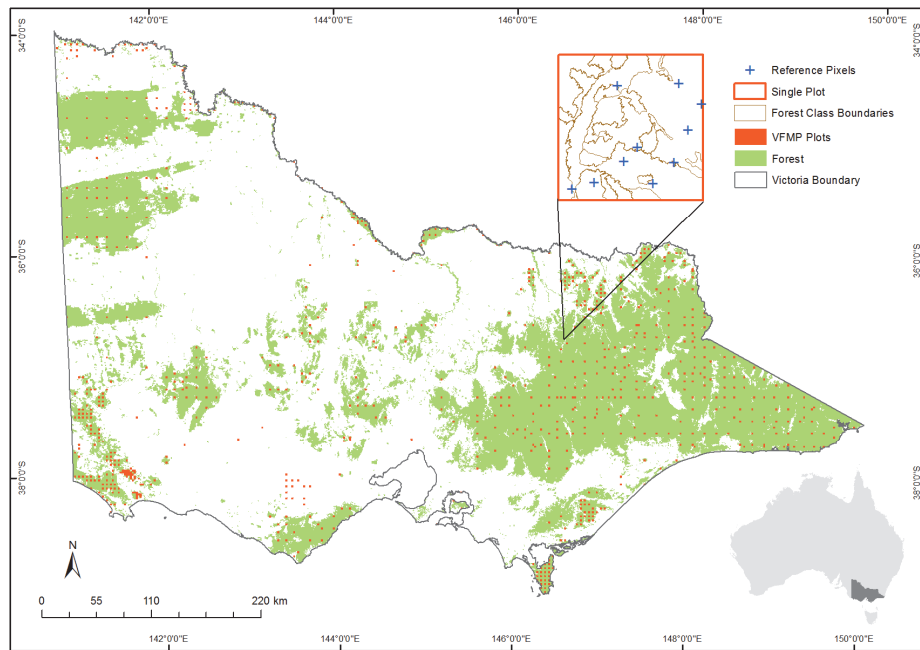 142°0'0"E 144°0'0"E 146°0'0"E 148°0'0"E 150°0'0"E
34°0'0"S
34°0'0"S
Reference Pixels
Single Plot
Forest Class Boundaries
VFMP Plots
Forest
Victoria Boundary
36°0'0"S
36°0'0"S
38°0'0"S
38°0'0"S
N
0 55 110 220 km
142°0'0"E 144°0'0"E 146°0'0"E 148°0'0"E 150°0'0"E